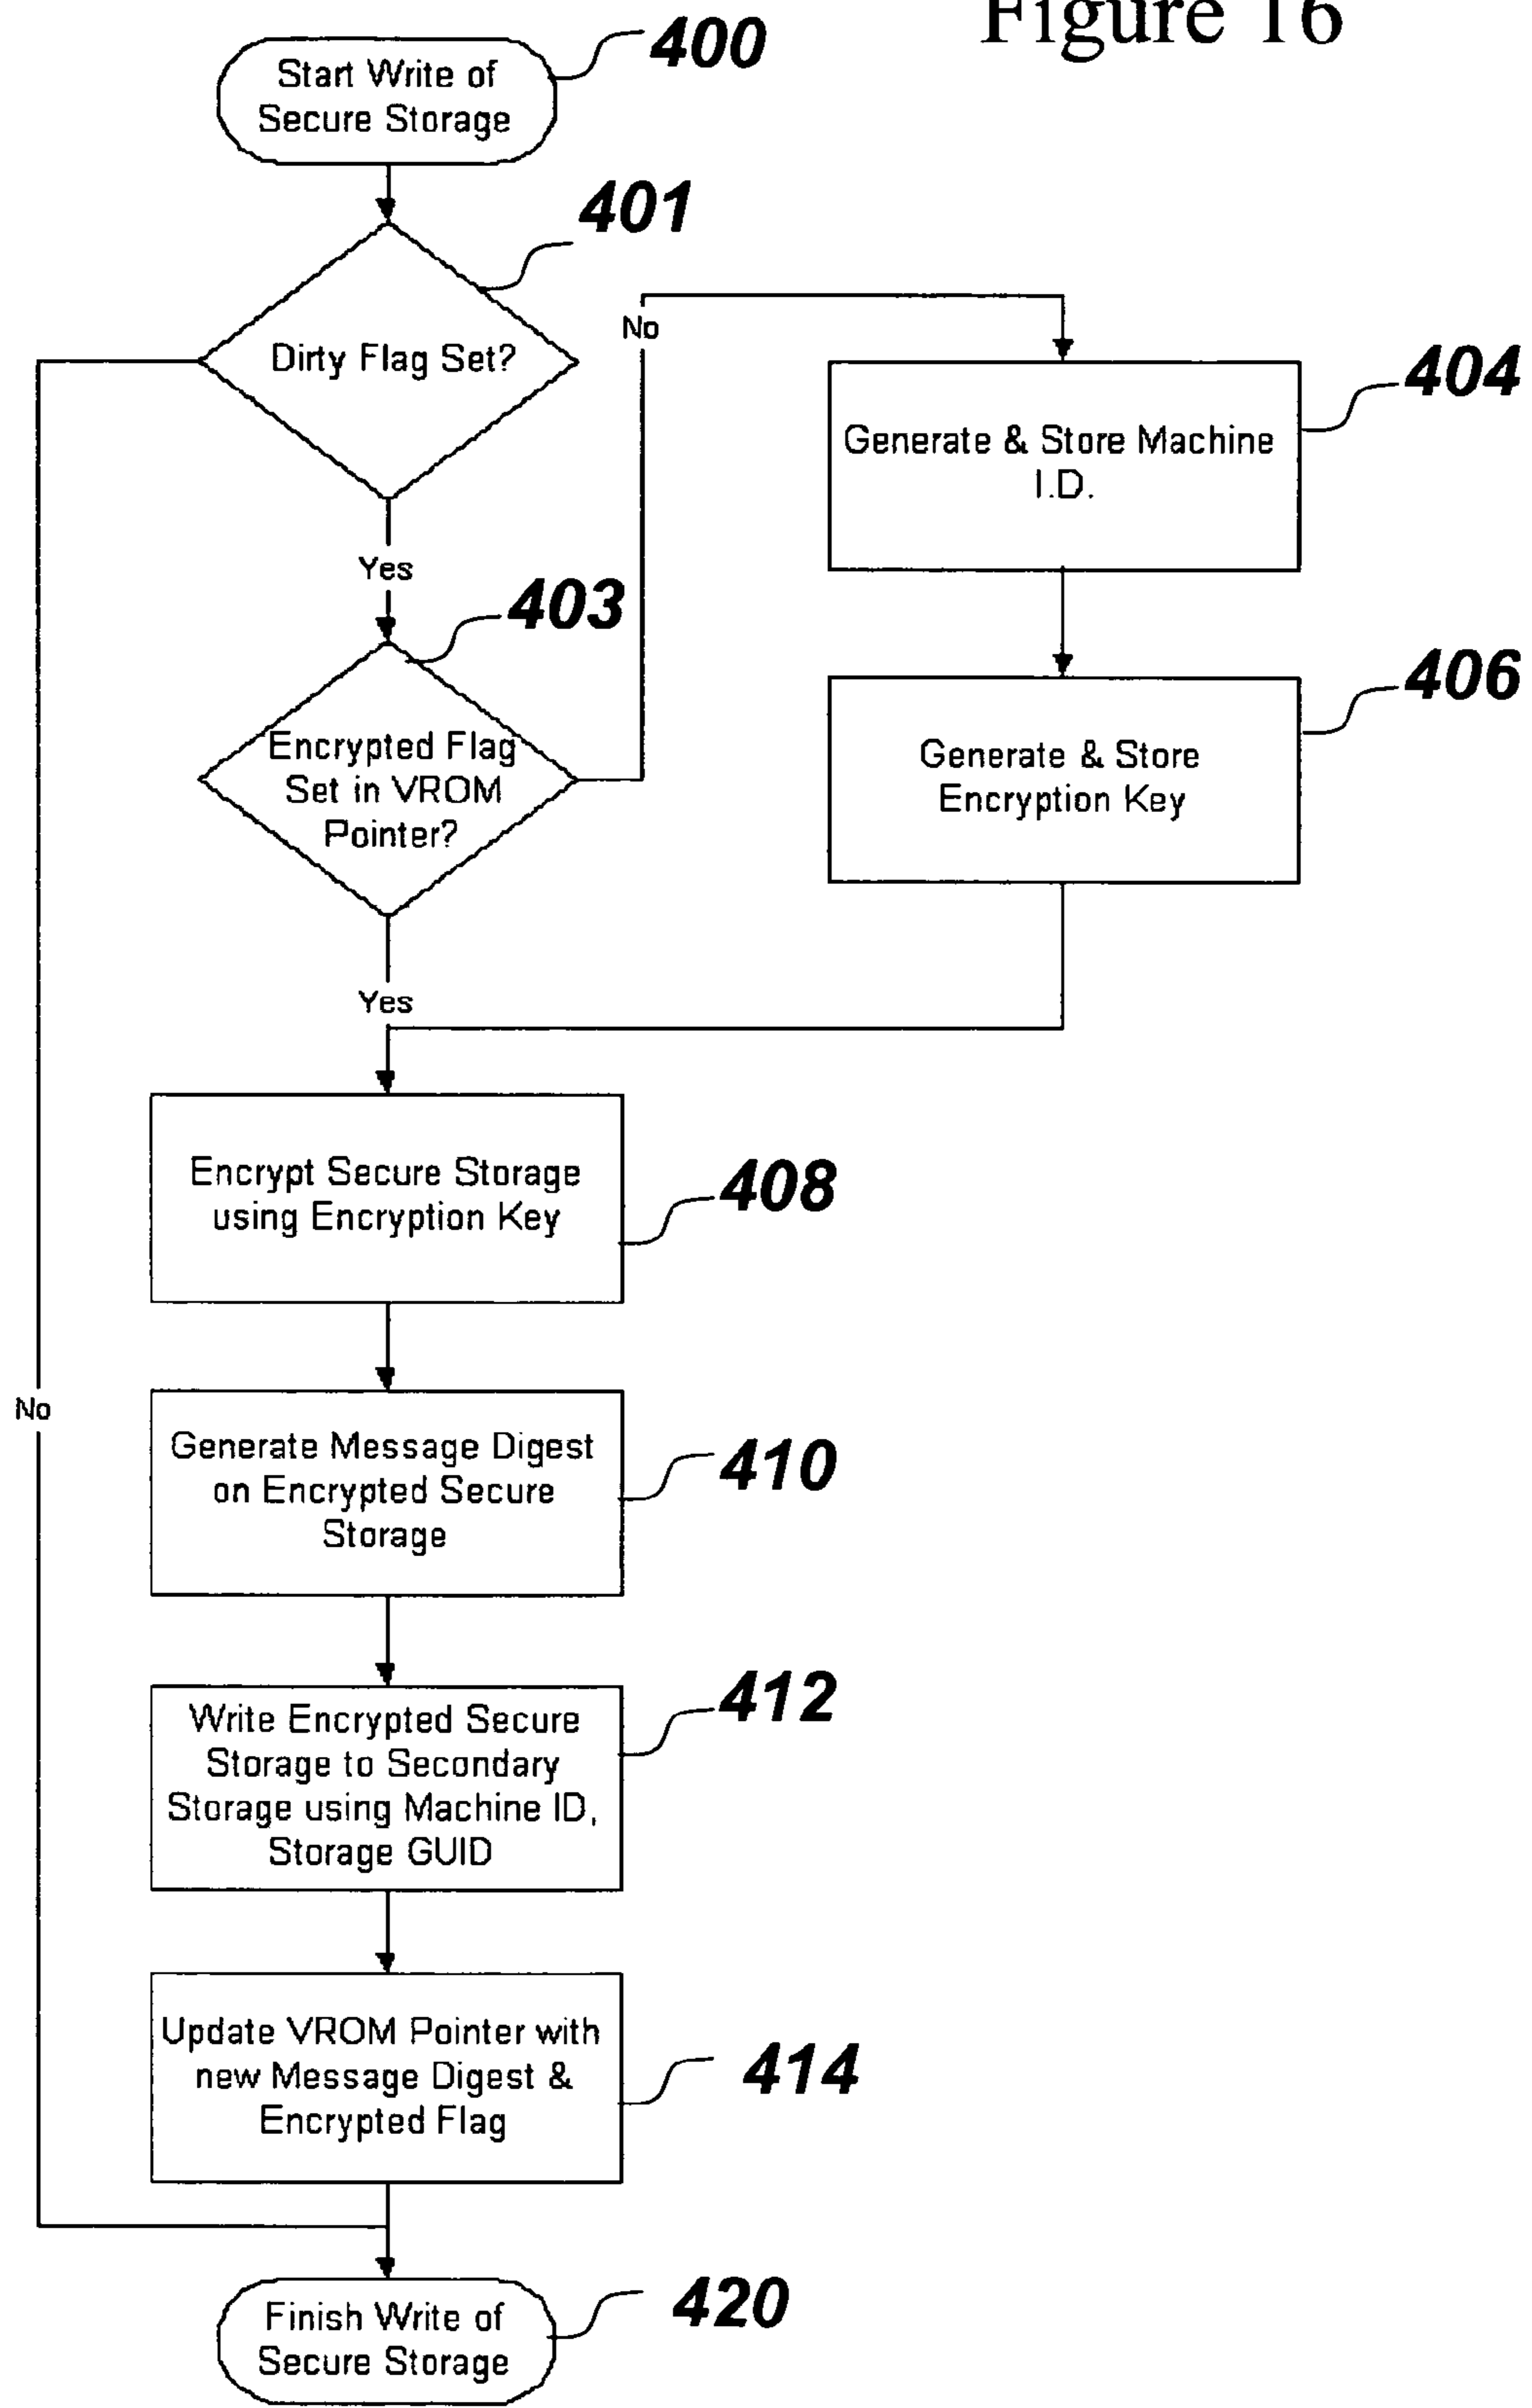 Figure 16
400
Start Write of
Secure Storage
401
Dirty Flag Set?
No
404
Generate & Store Machine
I.D.
Yes
403
406
Encrypted Flag
Set in VROM
Pointer?
Generate & Store
Encryption Key
Yes
Encrypt Secure Storage
using Encryption Key
408
No
Generate Message Digest
on Encrypted Secure
Storage
410
Write Encrypted Secure
Storage to Secondary
Storage using Machine ID,
Storage GUID
412
Update VROM Pointer with
new Message Digest &
Encrypted Flag
414
Finish Write of
Secure Storage
420